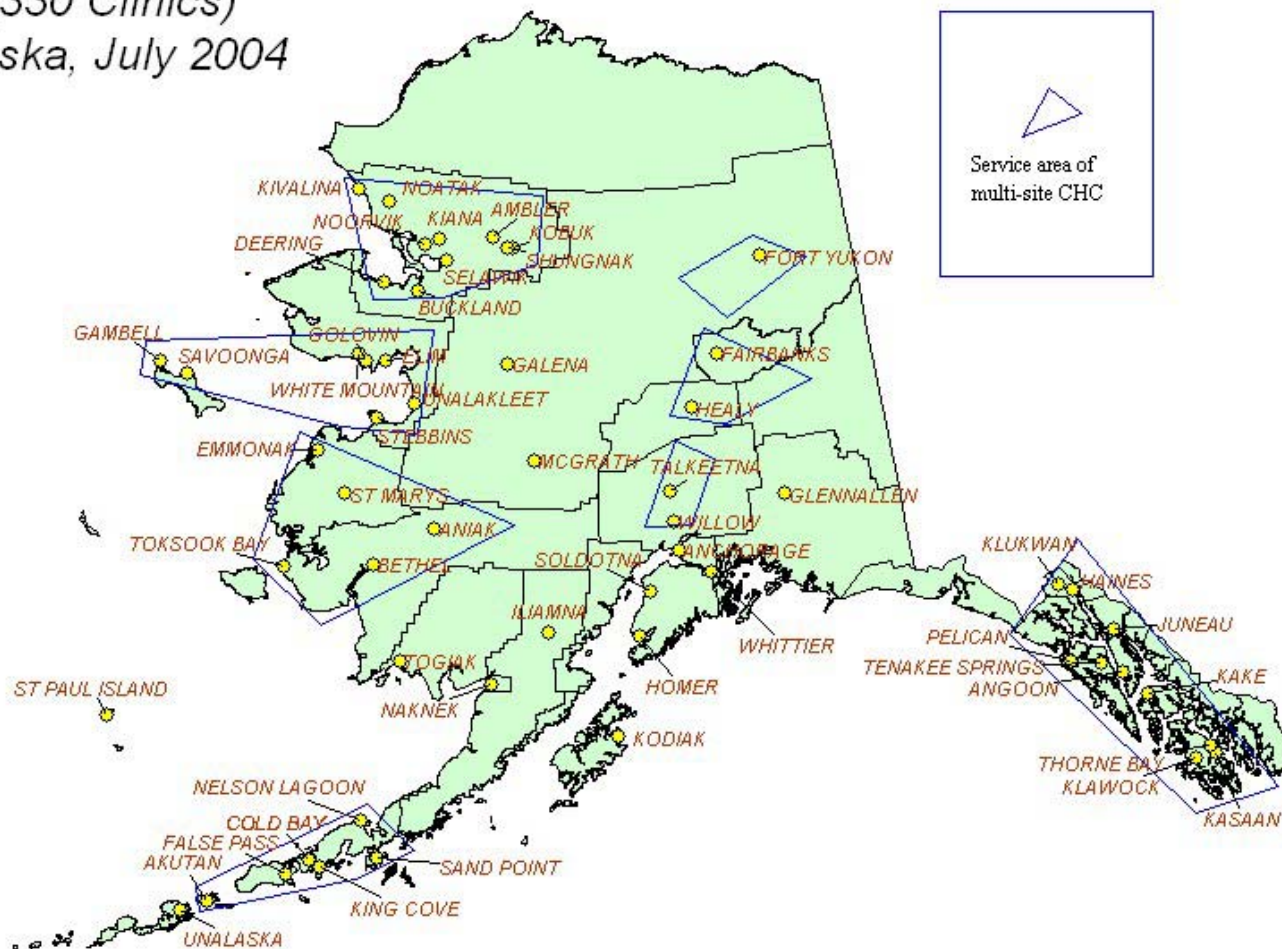 330 Clinics)
ska, July 2004
Service area of
multi-site CHC
KIVALINA
NOATAK
NOORVIK
KIANA
AMBLER
KOBUK
DEERING
SHUNGNAK
SELAWIK
BUCKLAND
FORT YUKON
GAMBELL
SAVOONGA
GOLOVIN
ELIM
WHITE MOUNTAIN
UNALAKLEET
STEBBINS
GALENA
FAIRBANKS
HEALY
EMMONAK
MCGRATH
TALKEETNA
ST MARYS
GLENNALLEN
WILLOW
ANIAK
TOKSOOK BAY
BETHEL
SOLDOTNA
ANCHORAGE
KLUKWAN
HAINES
ILIAMNA
WHITTIER
PELICAN
JUNEAU
TOGIAK
TENAKEE SPRINGS
ANGOON
KAKE
ST PAUL ISLAND
NAKNEK
HOMER
KODIAK
THORNE BAY
KLAWOCK
KASAAN
NELSON LAGOON
COLD BAY
FALSE PASS
AKUTAN
SAND POINT
KING COVE
UNALASKA